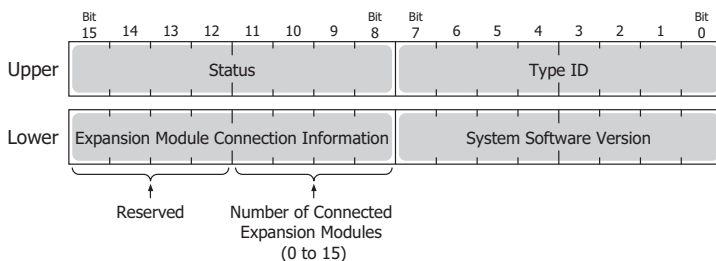 Bit Bit Bit Bit
15 14 13 12 11 10 9 8 7 6 5 4 3 2 1 0
Upper Status Type ID
Lower Expansion Module Connection Information System Software Version
Reserved Number of Connected
Expansion Modules
(0 to 15)